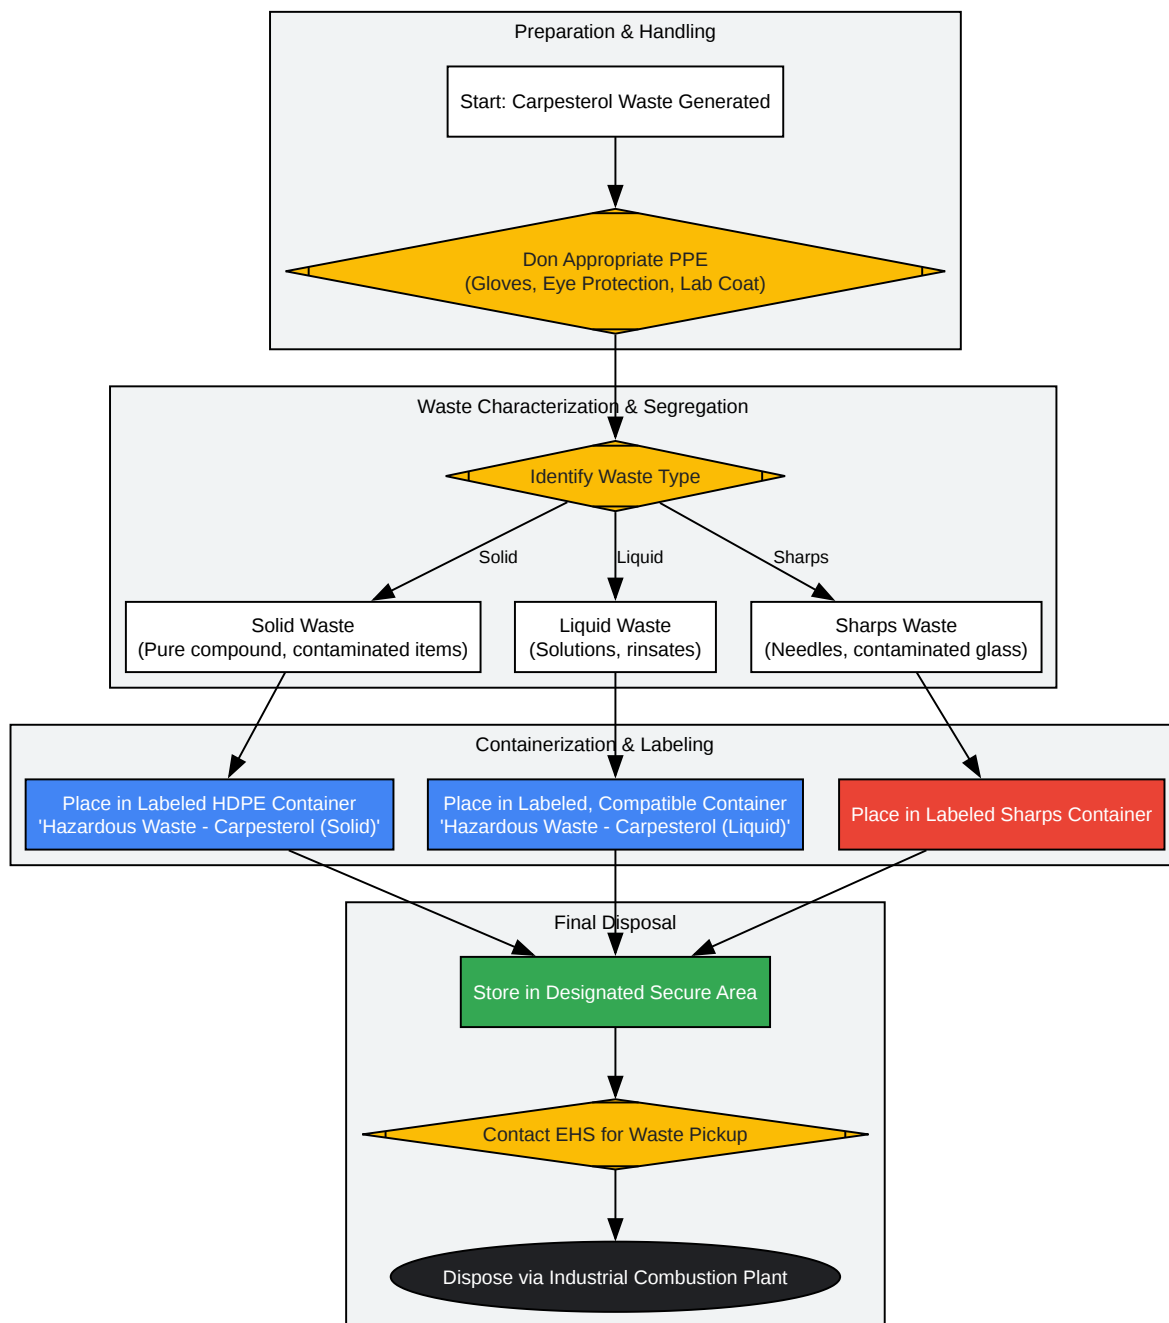 Preparation & Handling
Start: Carpesterol Waste Generated
Don Appropriate PPE
(Gloves, Eye Protection, Lab Coat)
Waste Characterization & Segregation
Identify Waste Type
Solid
Liquid
Sharps
Solid Waste
(Pure compound, contaminated items)
Liquid Waste
(Solutions, rinsates)
Sharps Waste
(Needles, contaminated glass)
Containerization & Labeling
Place in Labeled HDPE Container
'Hazardous Waste - Carpesterol (Solid)'
Place in Labeled, Compatible Container
'Hazardous Waste - Carpesterol (Liquid)'
Place in Labeled Sharps Container
Final Disposal
Store in Designated Secure Area
Contact EHS for Waste Pickup
Dispose via Industrial Combustion Plant